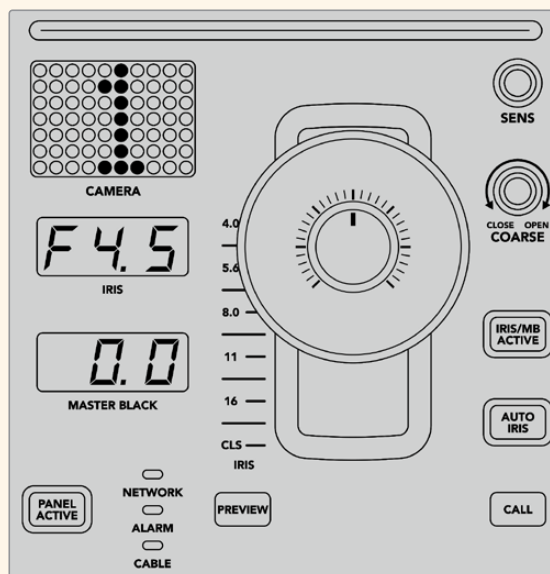 1
CAMERA
SENS
CLOSE OPEN
COARSE
F4.5
IRIS
0.0
MASTER BLACK
4.0
5.6
8.0
11
16
CLS
IRIS
IRIS/MB
ACTIVE
AUTO
IRIS
PANEL
ACTIVE
NETWORK
ALARM
CABLE
PREVIEW
CALL